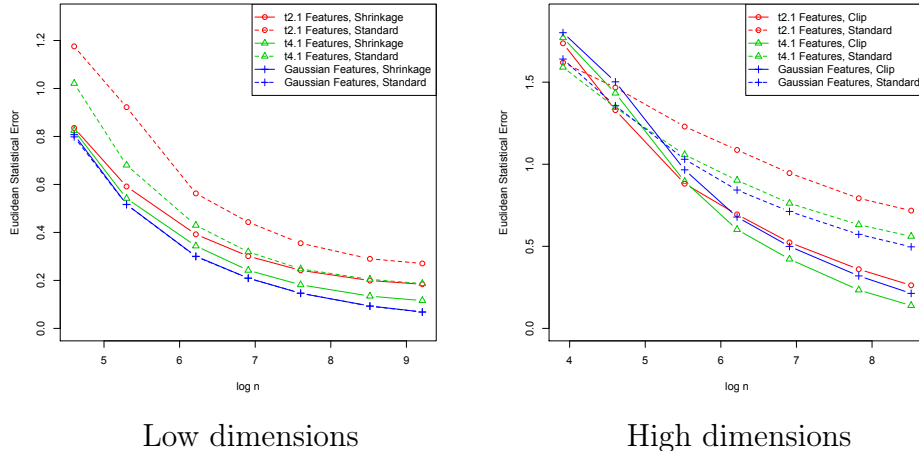 t2.1 Features, Shrinkage
t2.1 Features, Standard
t4.1 Features, Shrinkage
t4.1 Features, Standard
Gaussian Features, Shrinkage
Gaussian Features, Standard
Euclidean Statistical Error
0.0 0.2 0.4 0.6 0.8 1.0 1.2
5 6 7 8 9
log n
Low dimensions
t2.1 Features, Clip
t2.1 Features, Standard
t4.1 Features, Clip
t4.1 Features, Standard
Gaussian Features, Clip
Gaussian Features, Standard
Euclidean Statistical Error
0.0 0.5 1.0 1.5
4 5 6 7 8
log n
High dimensions